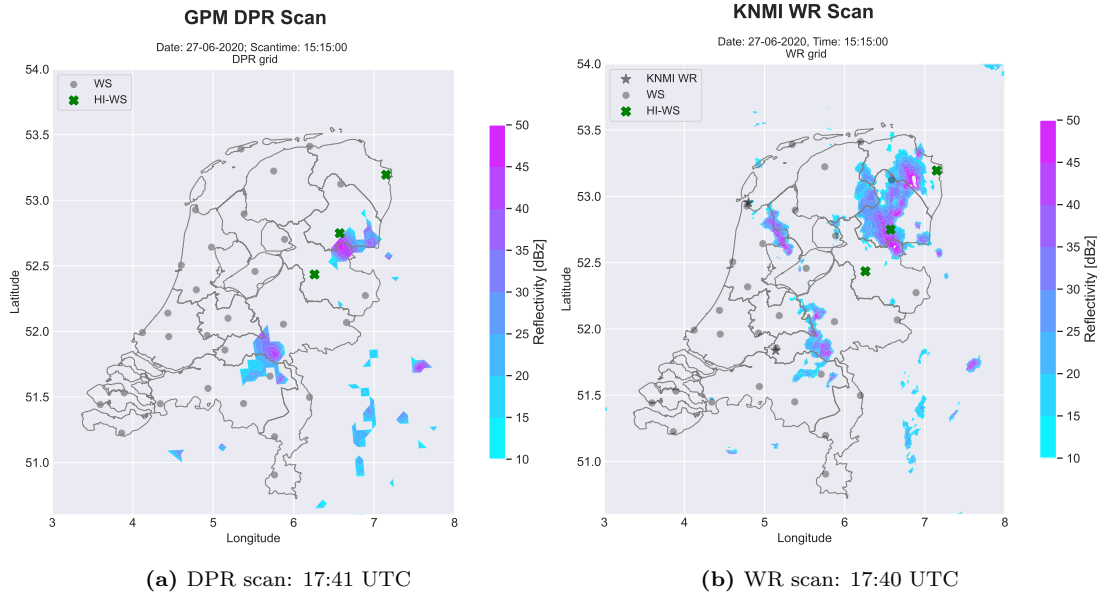 GPM DPR Scan
Date: 27-06-2020; Scantime: 15:15:00
DPR grid
WS
HI-WS
54.0
53.5
53.0
52.5
52.0
51.5
51.0
Latitude
3 4 5 6 7 8
Longitude
50
45
40
35
30
25
20
15
10
Reflectivity [dBz]
(a) DPR scan: 17:41 UTC
KNMI WR Scan
Date: 27-06-2020, Time: 15:15:00
WR grid
KNMI WR
WS
HI-WS
54.0
53.5
53.0
52.5
52.0
51.5
51.0
Latitude
3 4 5 6 7 8
Longitude
50
45
40
35
30
25
20
15
10
Reflectivity [dBz]
(b) WR scan: 17:40 UTC